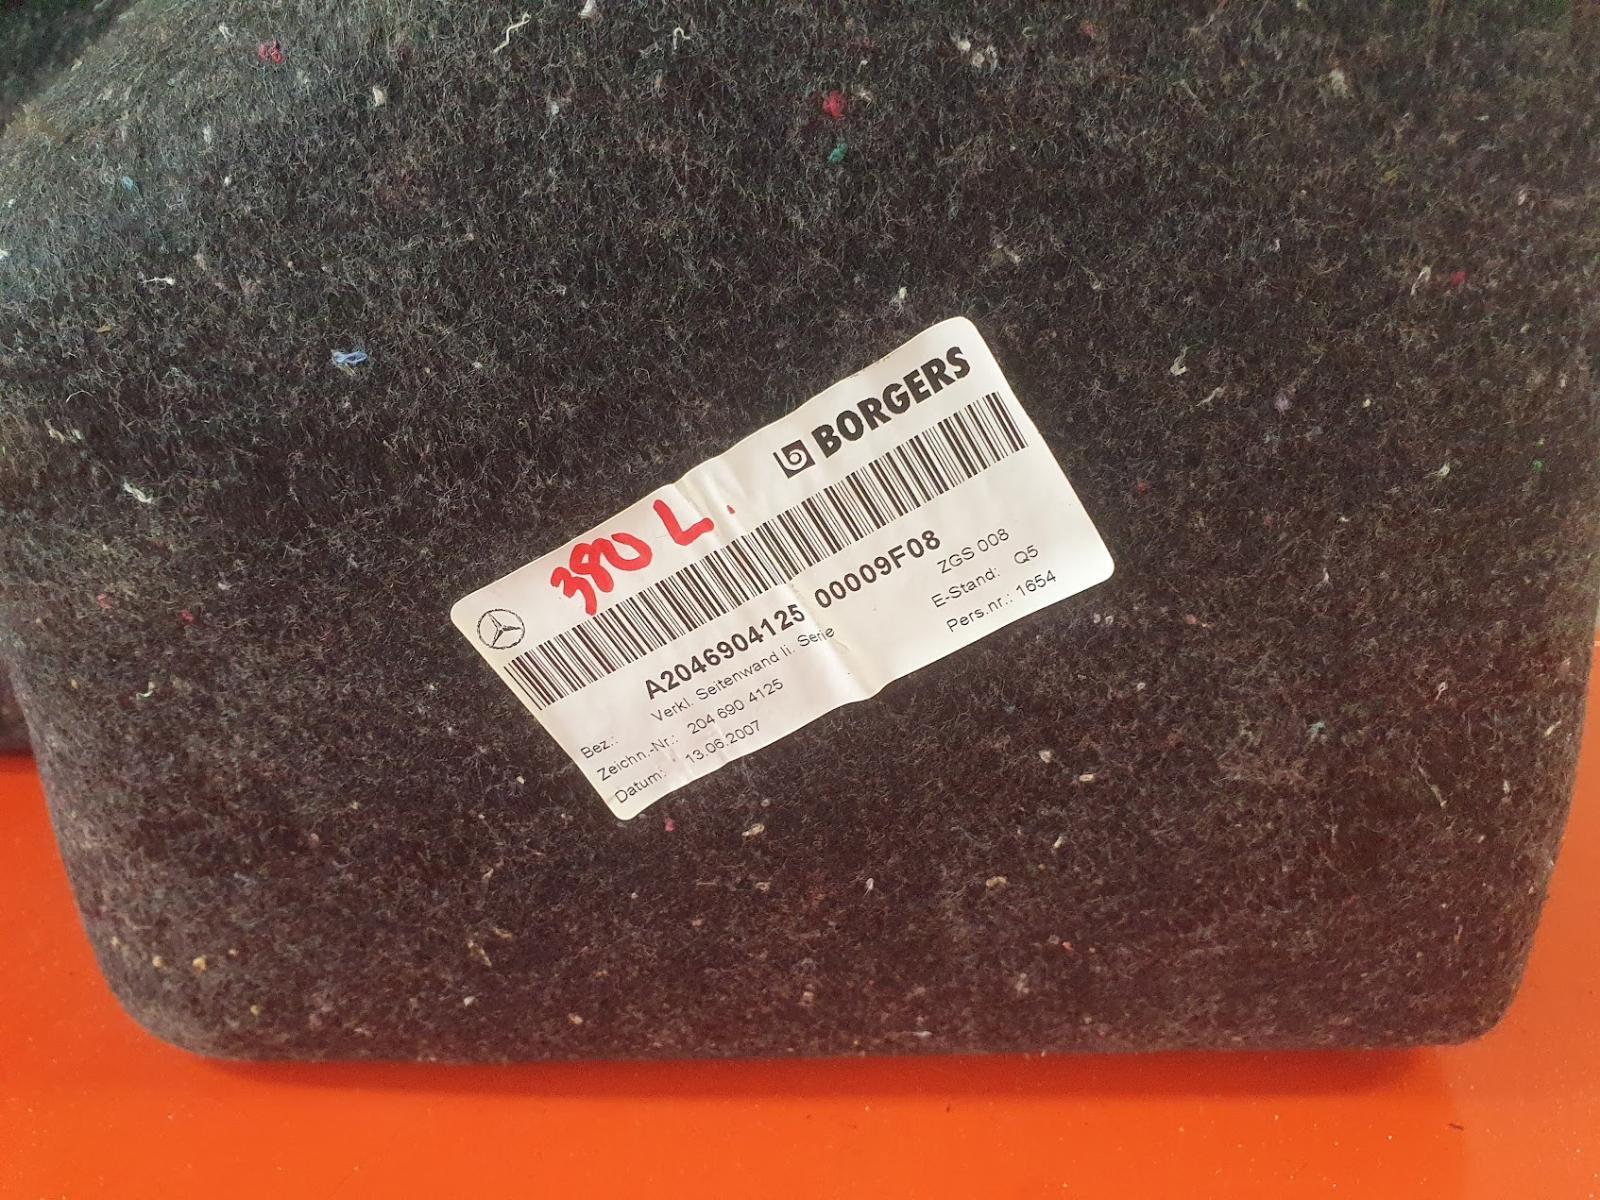 BORGERS
380 L.
A2046904125 00009F08
Bez.: Verkl. Seitenwand li. Serie
ZGS 008
Zeichn.-Nr.: 204 690 4125
E-Stand: Q5
Datum: 13.06.2007
Pers.nr.: 1654